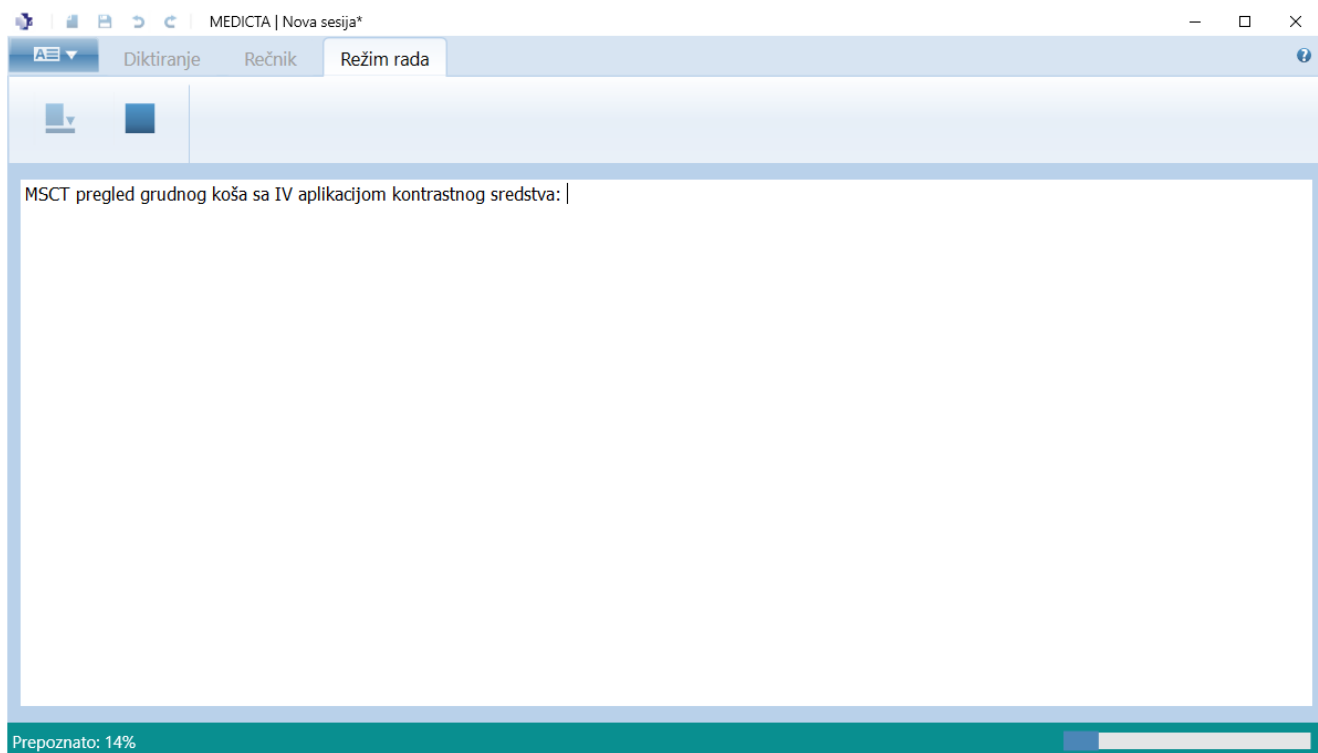 MEDICTA | Nova sesija*
A
Diktiranje Rečnik Režim rada
?
MSCT pregled grudnog koša sa IV aplikacijom kontrastnog sredstva:
Prepoznato: 14%